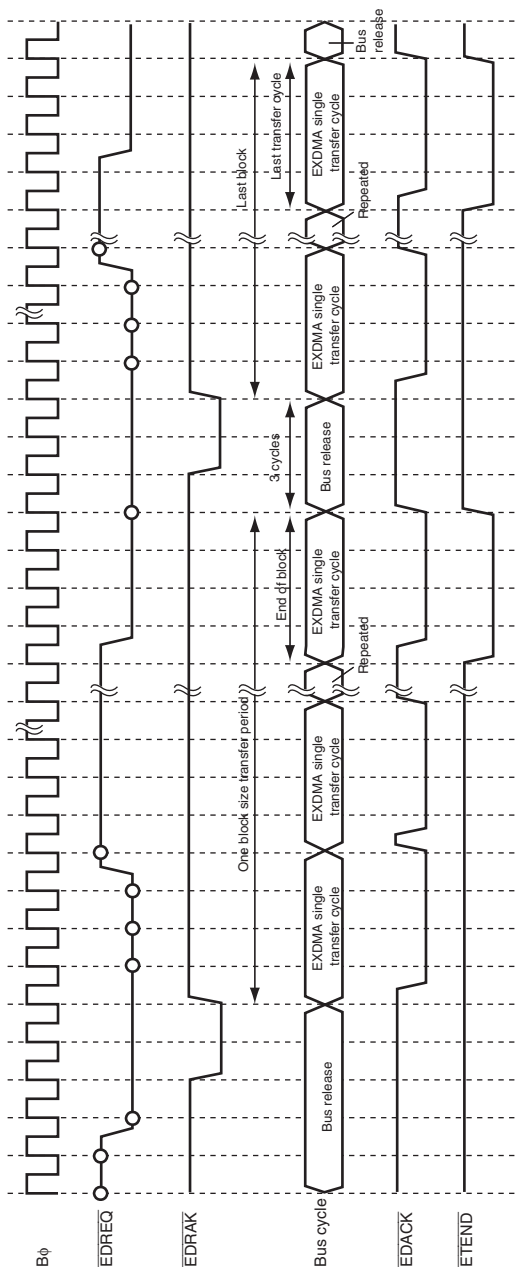 Bφ
EDREQ
EDRAK
One block size transfer period
End of block
3 cycles
Last block
Last transfer cycle
Bus cycle
Bus release
EXDMA single
transfer cycle
EXDMA single
transfer cycle
Repeated
EXDMA single
transfer cycle
Bus release
EXDMA single
transfer cycle
Repeated
EXDMA single
transfer cycle
Bus
release
EDACK
ETEND